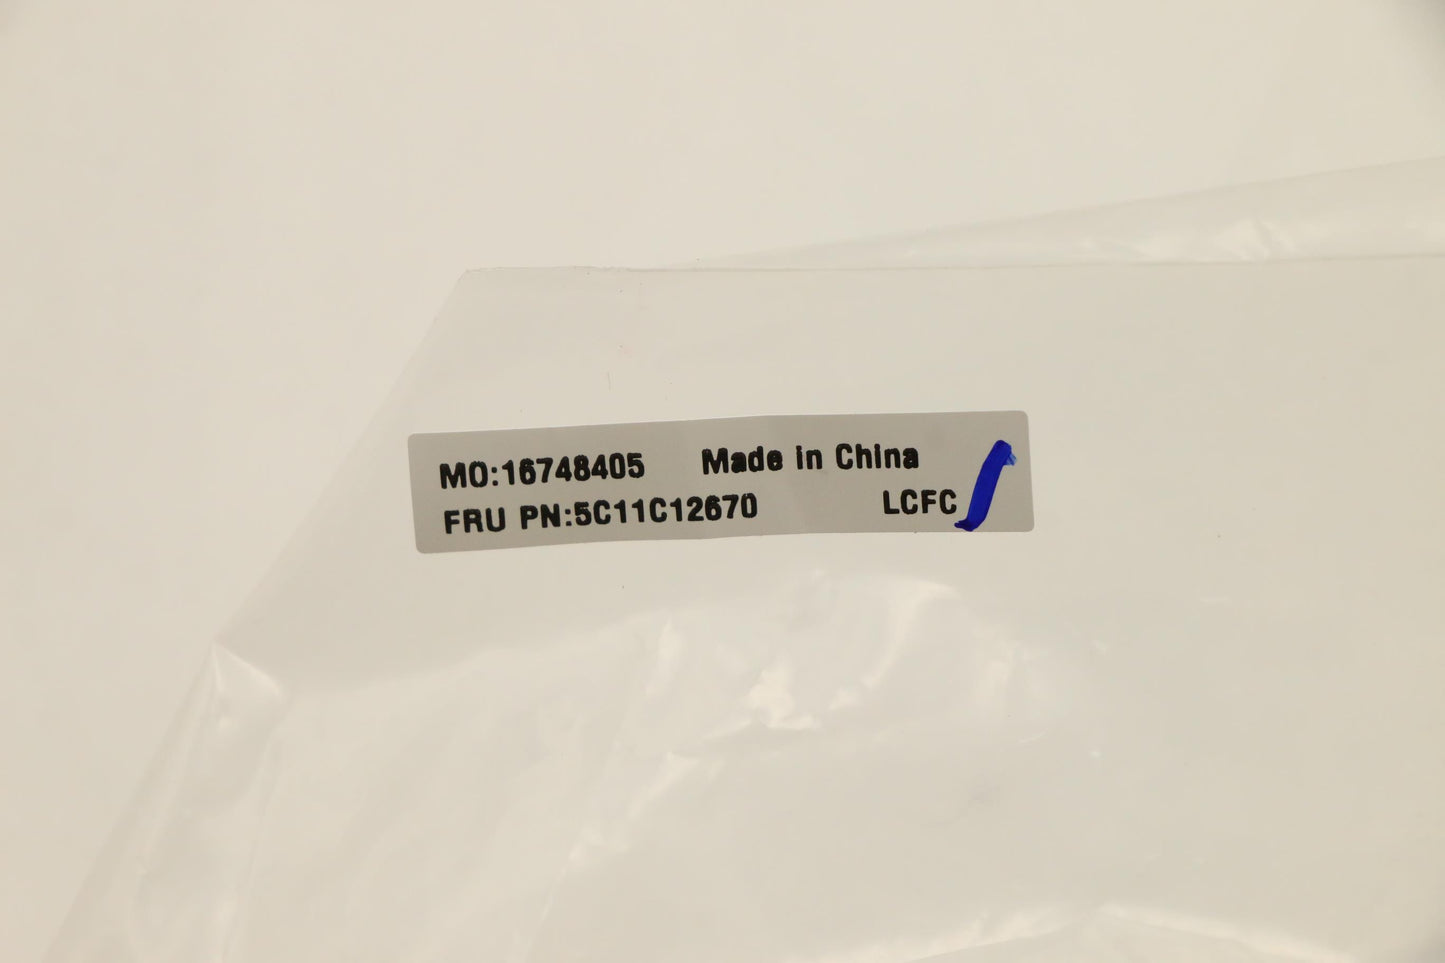 MO:16748405 Made in China
FRU PN:5C11C12670 LCFC